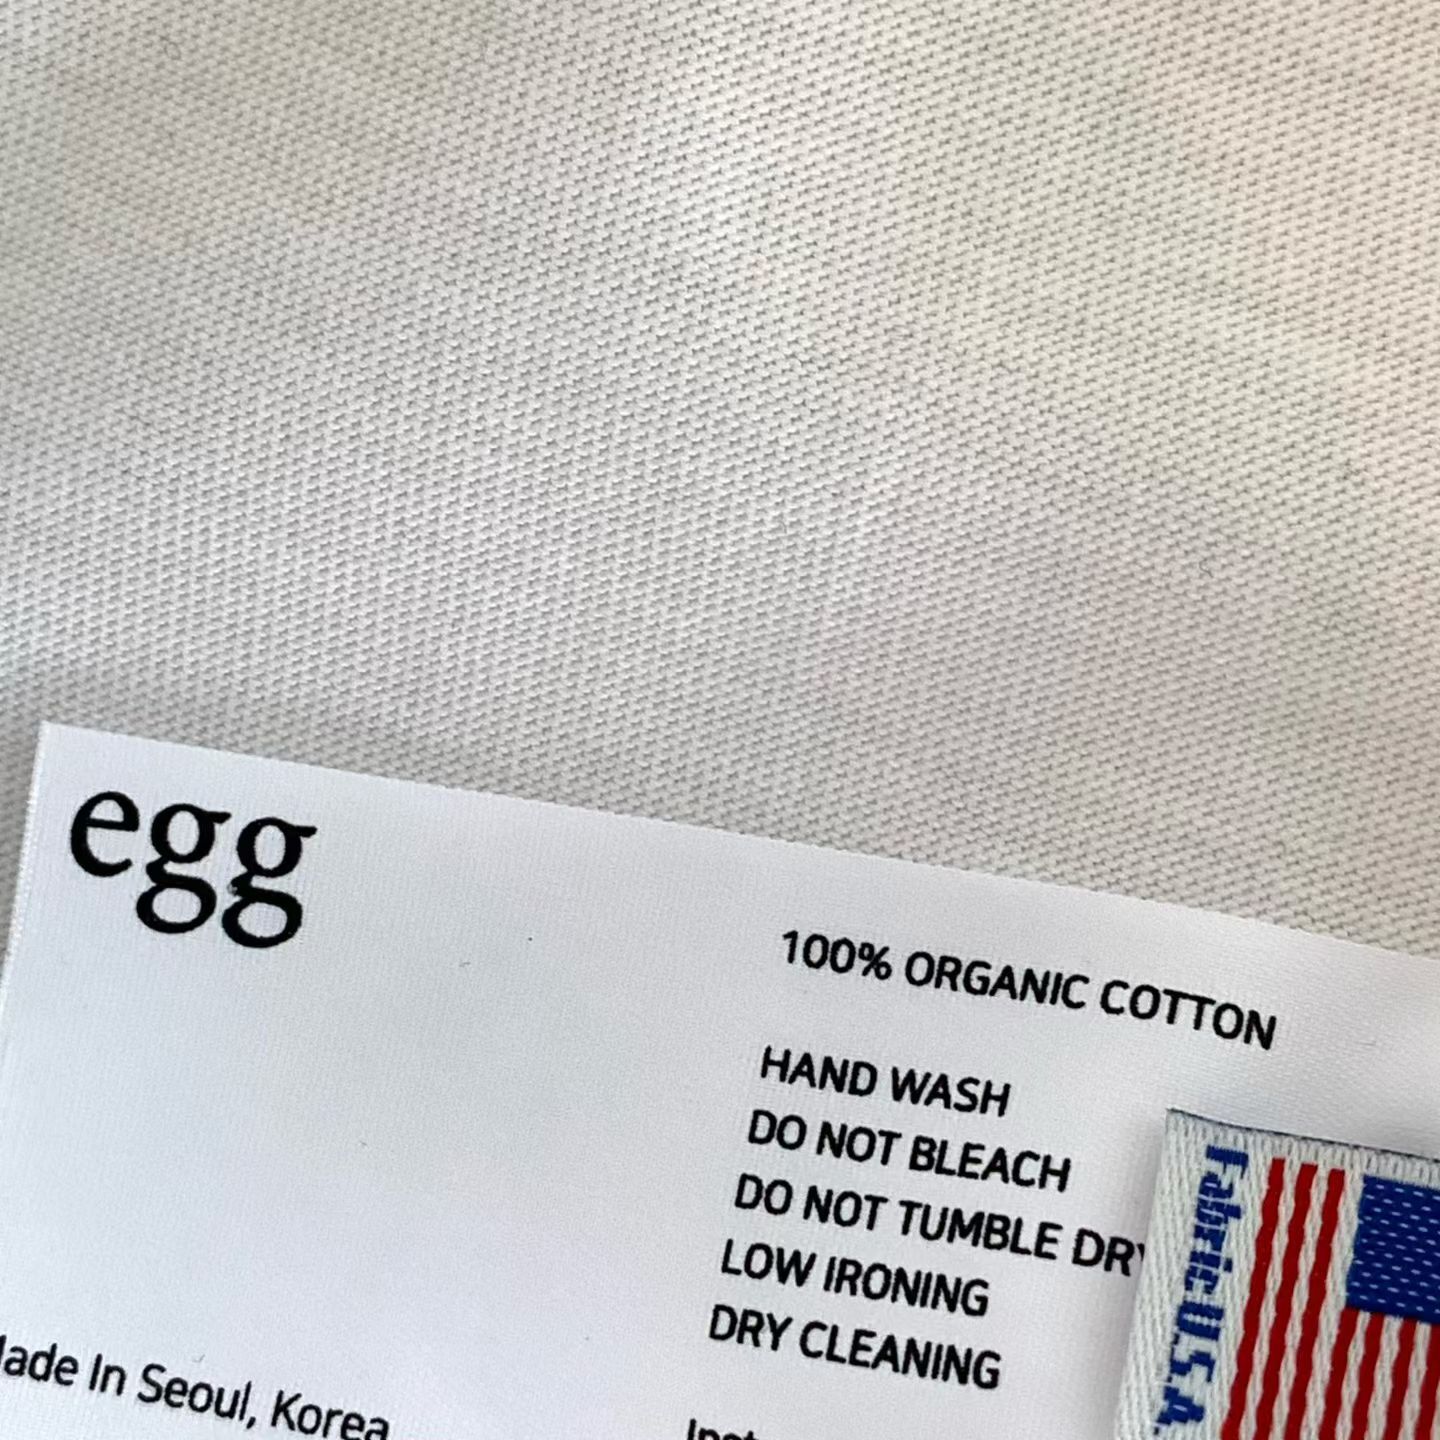 egg
100% ORGANIC COTTON
HAND WASH
DO NOT BLEACH
DO NOT TUMBLE DRY
LOW IRONING
DRY CLEANING
Made In Seoul, Korea
Fabric U.S.A.